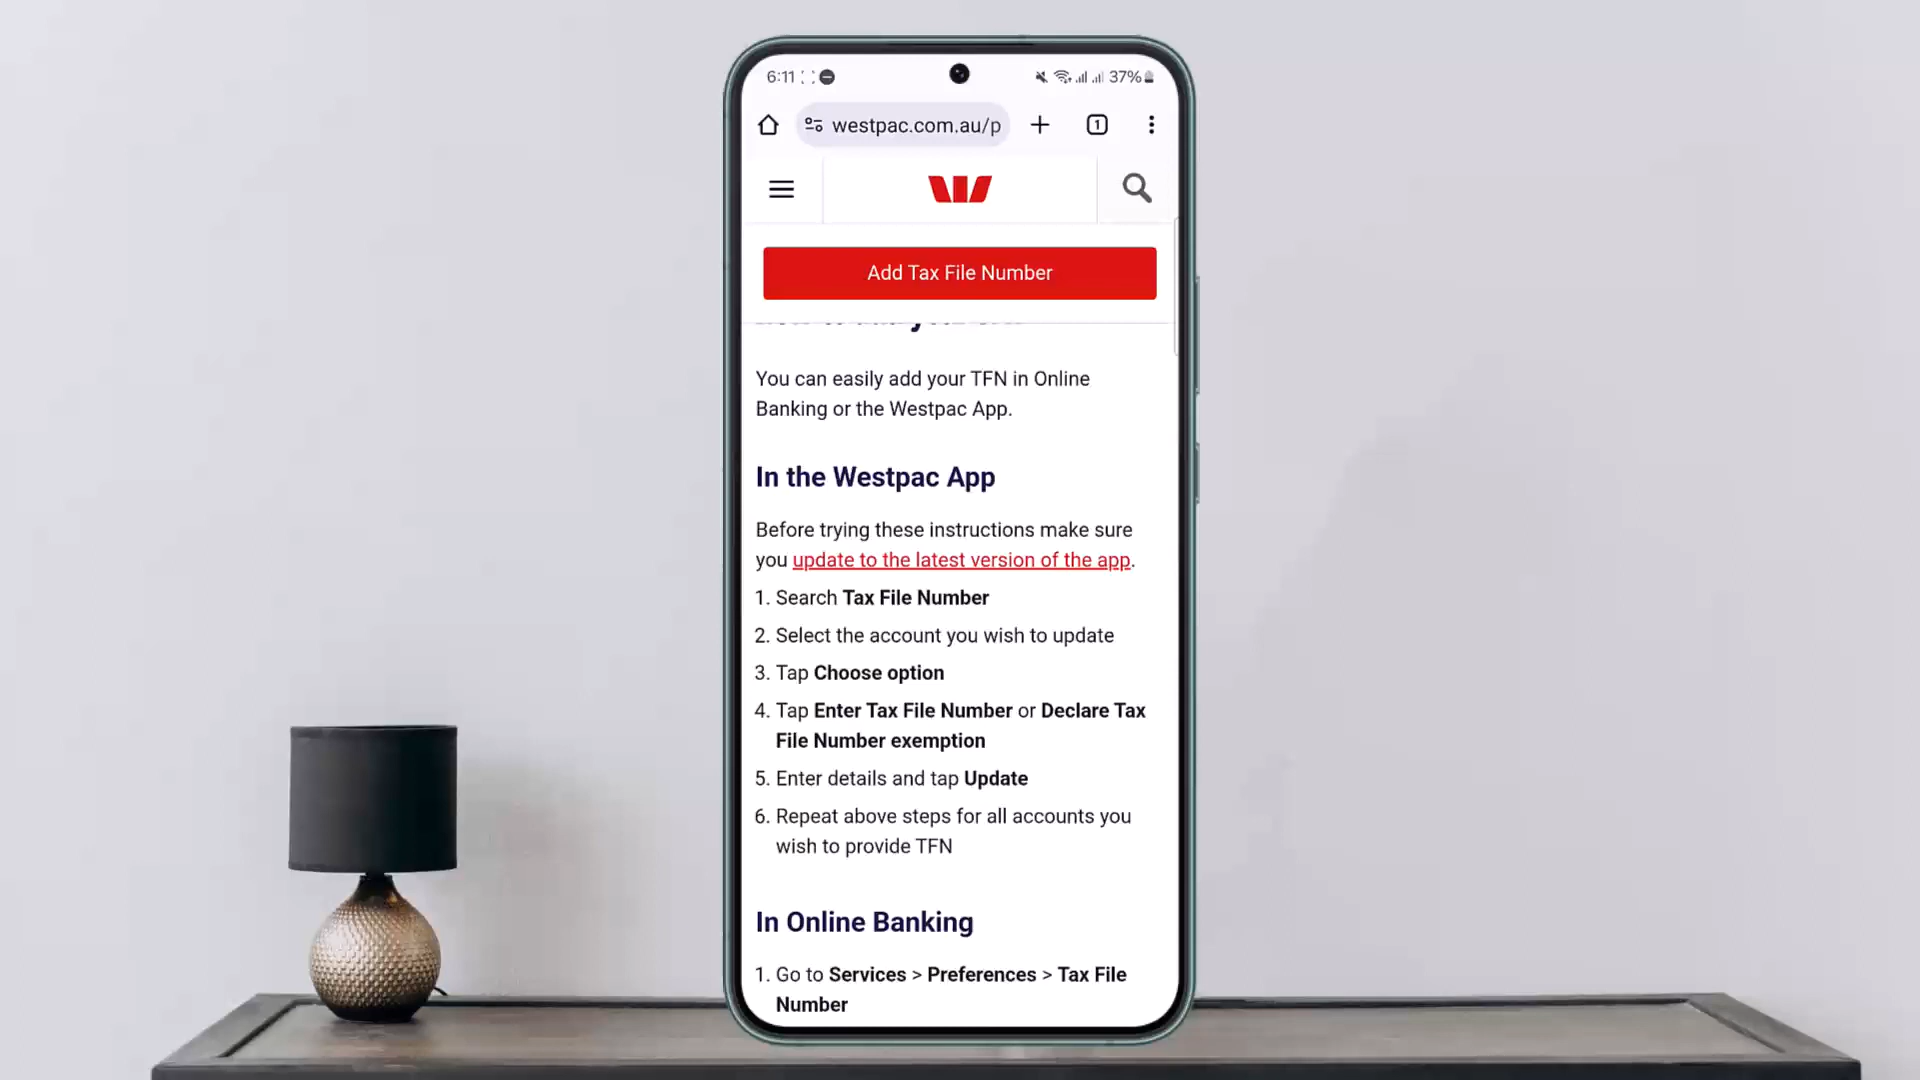 6:11
37%
westpac.com.au/p
1
Add Tax File Number
You can easily add your TFN in Online
Banking or the Westpac App.
In the Westpac App
Before trying these instructions make sure
you update to the latest version of the app.
1. Search Tax File Number
2. Select the account you wish to update
3. Tap Choose option
4. Tap Enter Tax File Number or Declare Tax
File Number exemption
5. Enter details and tap Update
6. Repeat above steps for all accounts you
wish to provide TFN
In Online Banking
1. Go to Services > Preferences > Tax File
Number